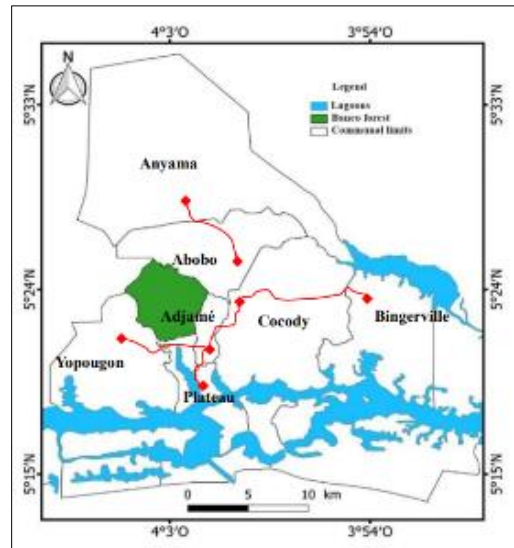 4°3'O 3°54'O
N
5°33'N 5°33'N
Legend
Lagoons
Banco forest
Communal limits
Anyama
Abobo
5°24'N 5°24'N
Adjamé
Cocody
Bingerville
Yopougon
Plateau
5°15'N 5°15'N
0 5 10 km
4°3'O 3°54'O